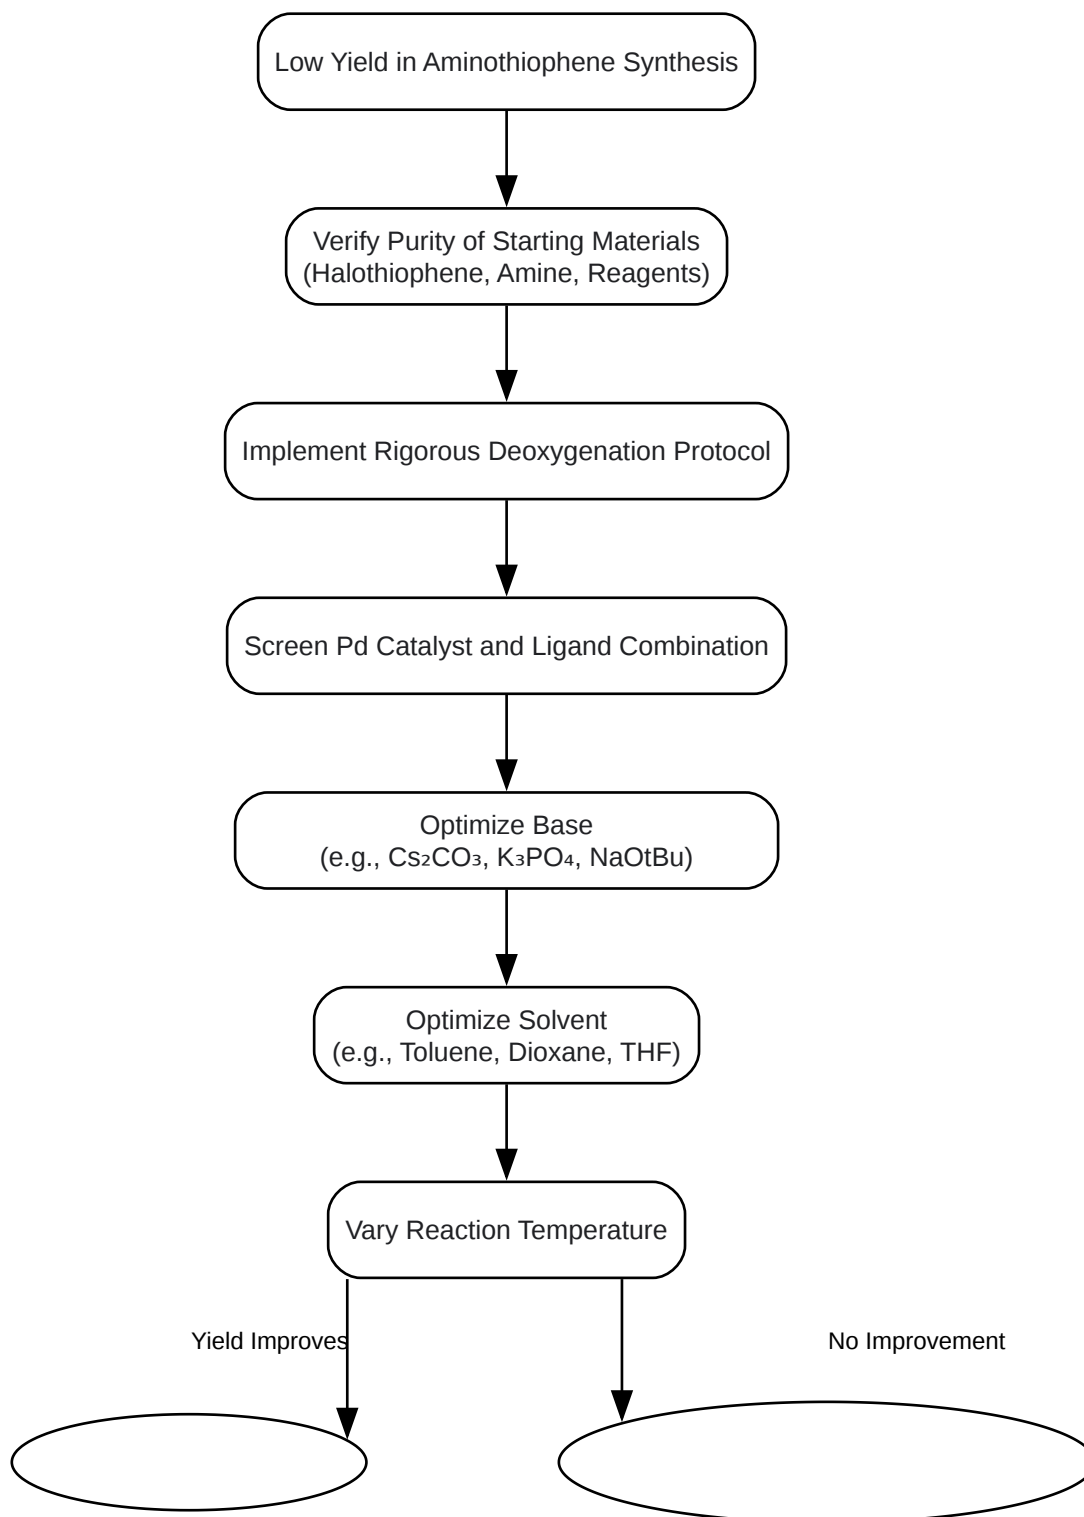 Low Yield in Aminothiophene Synthesis
Verify Purity of Starting Materials
(Halothiophene, Amine, Reagents)
Implement Rigorous Deoxygenation Protocol
Screen Pd Catalyst and Ligand Combination
Optimize Base
(e.g., Cs₂CO₃, K₃PO₄, NaOtBu)
Optimize Solvent
(e.g., Toluene, Dioxane, THF)
Vary Reaction Temperature
Yield Improves
No Improvement